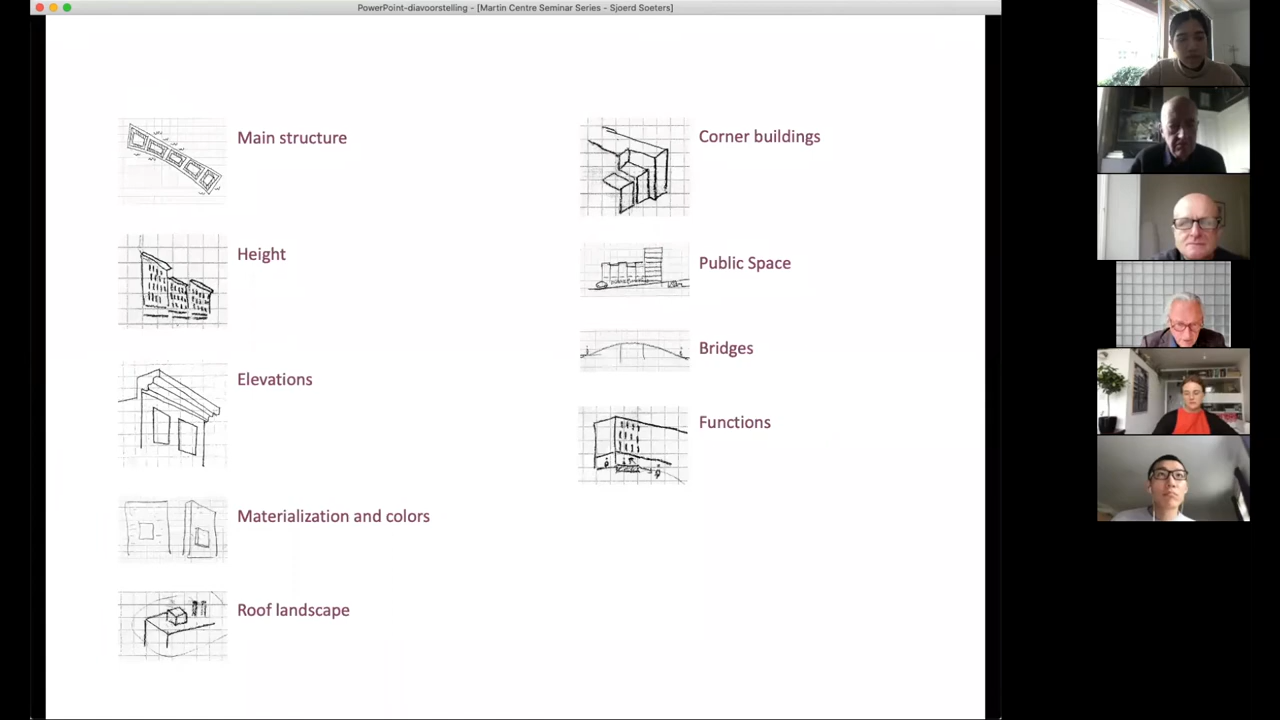 PowerPoint-diavoorstelling - [Martin Centre Seminar Series - Sjoerd Soeters]
Main structure
Height
Elevations
Materialization and colors
Roof landscape
Corner buildings
Public Space
Bridges
Functions